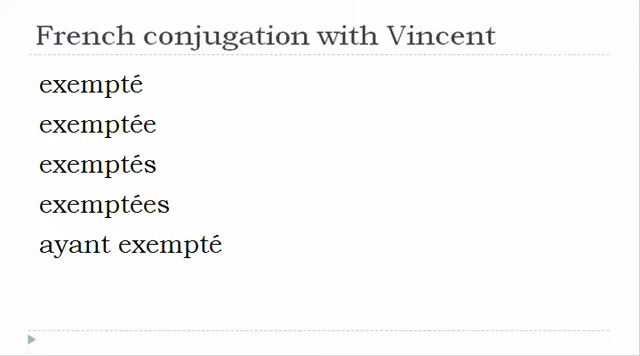 French conjugation with Vincent
exempté
exemptée
exemptés
exemptées
ayant exempté